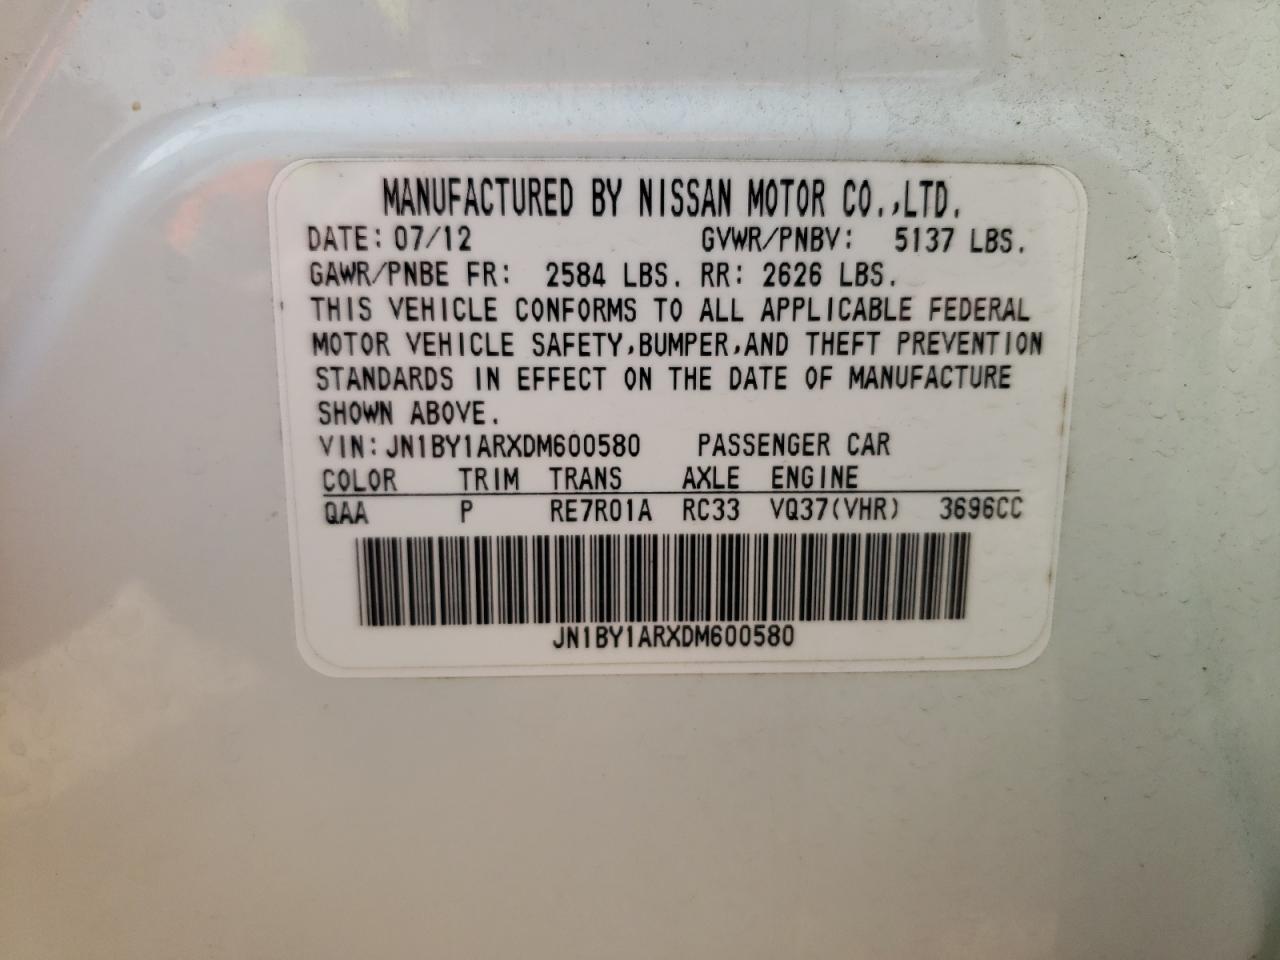 MANUFACTURED BY NISSAN MOTOR CO.,LTD.
DATE: 07/12 GVWR/PNBV: 5137 LBS.
GAWR/PNBE FR: 2584 LBS. RR: 2626 LBS.
THIS VEHICLE CONFORMS TO ALL APPLICABLE FEDERAL
MOTOR VEHICLE SAFETY,BUMPER,AND THEFT PREVENTION
STANDARDS IN EFFECT ON THE DATE OF MANUFACTURE
SHOWN ABOVE.
VIN:JN1BY1ARXDM600580 PASSENGER CAR
COLOR TRIM TRANS AXLE ENGINE
QAA P RE7R01A RC33 VQ37(VHR) 3696CC
JN1BY1ARXDM600580